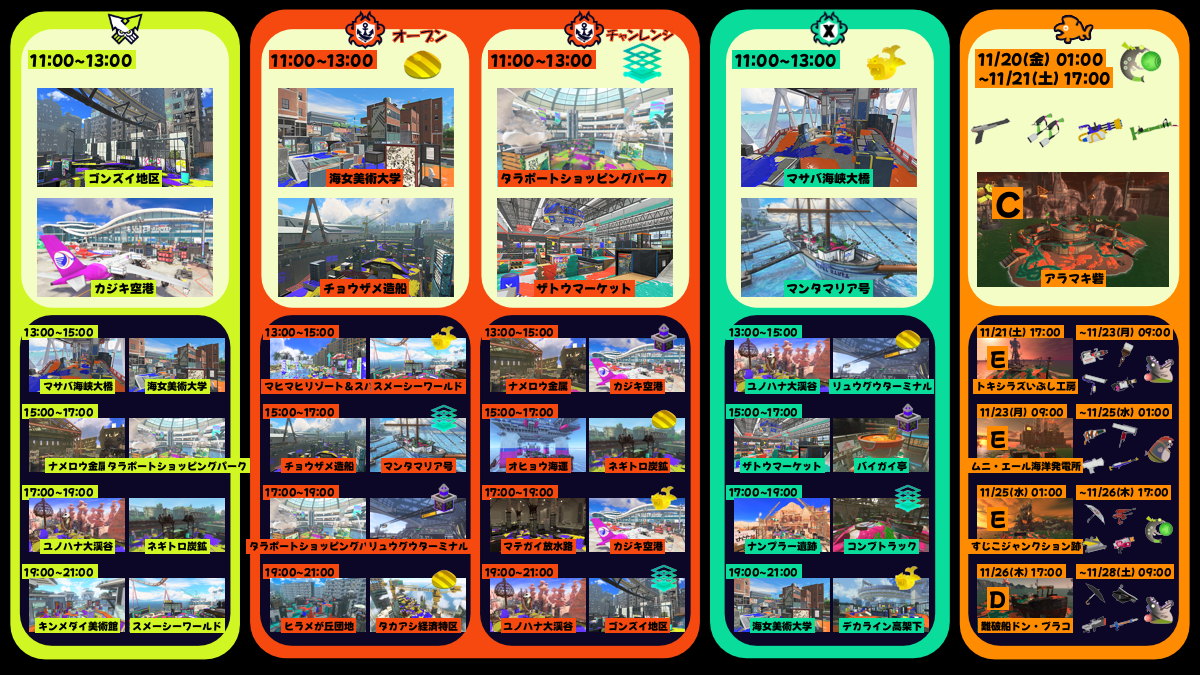 11:00~13:00
ゴンズイ地区
カジキ空港
13:00~15:00
マサバ海峡大橋
海女美術大学
15:00~17:00
ナメロウ金属
タラポートショッピングパーク
17:00~19:00
ユノハナ大渓谷
ネギトロ炭鉱
19:00~21:00
キンメダイ美術館
スメーシーワールド
オープン
11:00~13:00
海女美術大学
チョウザメ造船
チャレンジ
11:00~13:00
タラポートショッピングパーク
ザトウマーケット
13:00~15:00
マヒマヒリゾート&スパ
スメーシーワールド
15:00~17:00
チョウザメ造船
マンタマリア号
17:00~19:00
タラポートショッピングパ
リュウグウターミナル
19:00~21:00
ヒラメが丘団地
タカアシ経済特区
13:00~15:00
ナメロウ金属
カジキ空港
15:00~17:00
オヒョウ海運
ネギトロ炭鉱
17:00~19:00
マテガイ放水路
カジキ空港
19:00~21:00
ユノハナ大渓谷
ゴンズイ地区
X
11:00~13:00
マサバ海峡大橋
マンタマリア号
13:00~15:00
ユノハナ大渓谷
リュウグウターミナル
15:00~17:00
ザトウマーケット
バイガイ亭
17:00~19:00
ナンプラー遺跡
コンブトラック
19:00~21:00
海女美術大学
デカライン高架下
11/20(金) 01:00
~11/21(土) 17:00
C
アラマキ砦
11/21(土) 17:00
~11/23(月) 09:00
E
トキシラズいぶし工房
11/23(月) 09:00
~11/25(水) 01:00
E
ムニ・エール海洋発電所
11/25(水) 01:00
~11/26(木) 17:00
E
すじこジャンクション跡
11/26(木) 17:00
~11/28(土) 09:00
D
難破船ドン・ブラコ